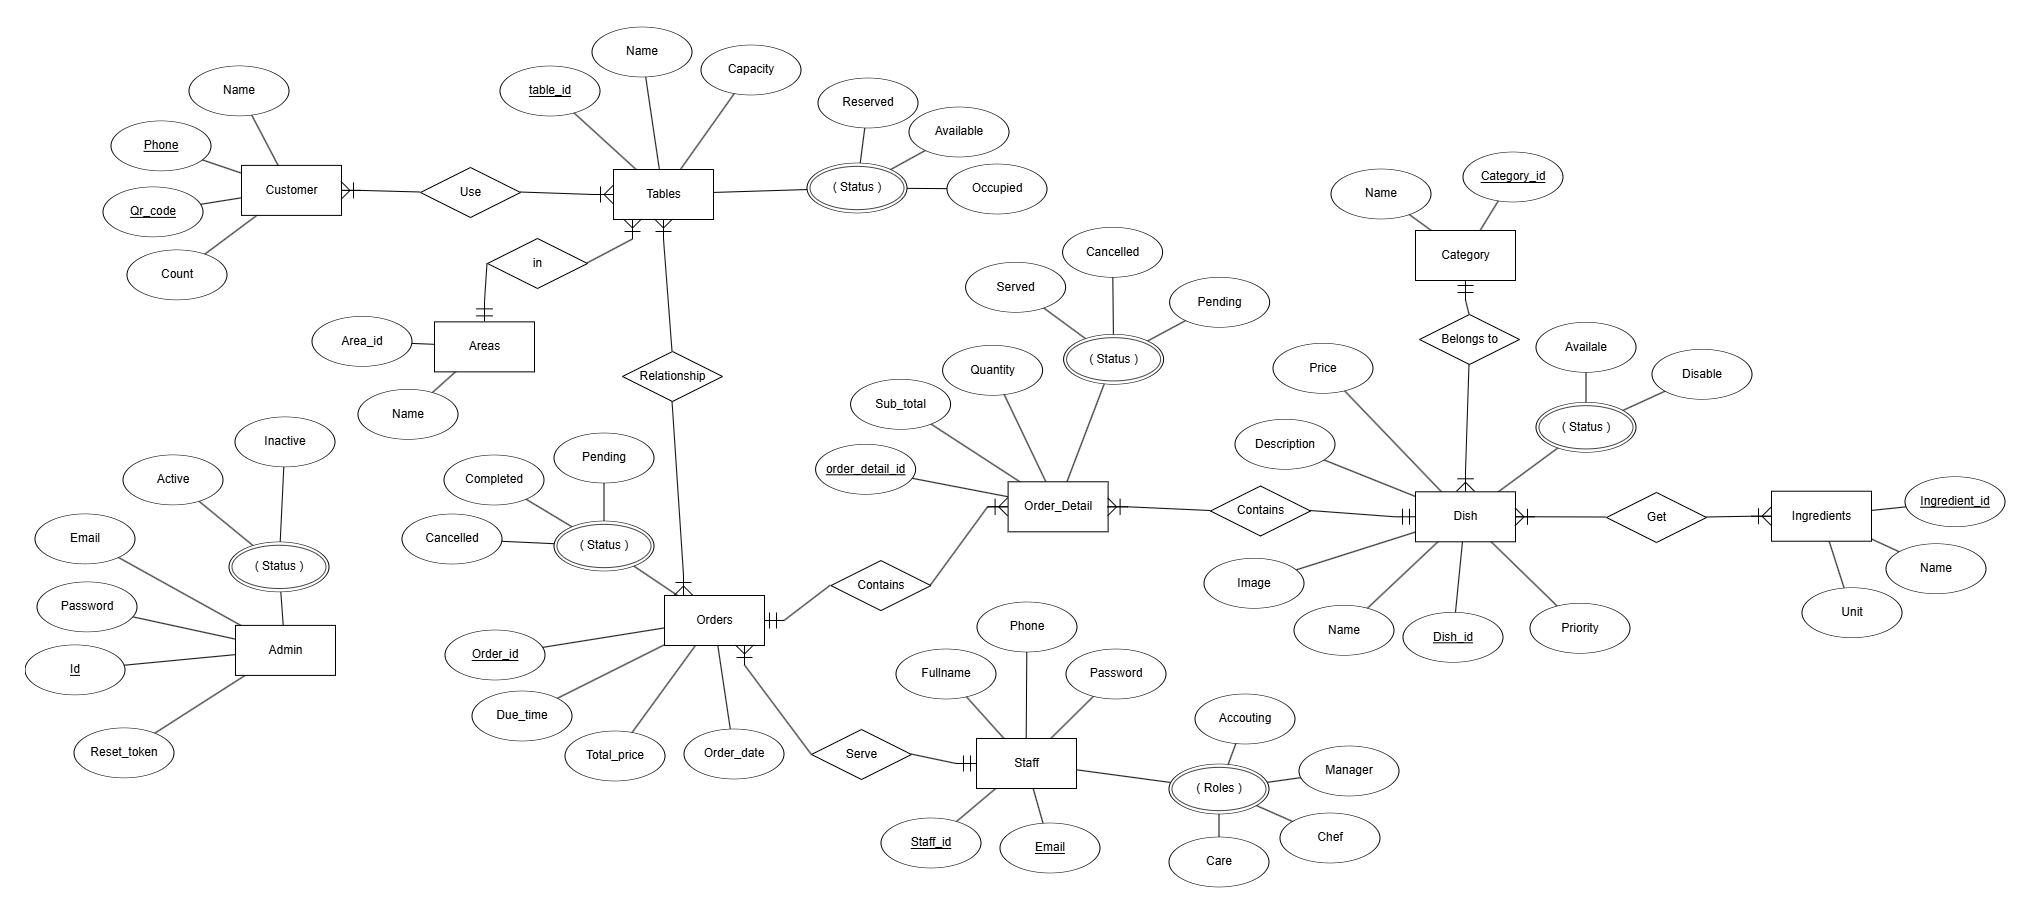 Name
Capacity
Name
table_id
Reserved
Available
Phone
Customer
Use
Tables
( Status )
Occupied
Qr_code
Count
Name
Category_id
Category
in
Area_id
Areas
Name
Relationship
Cancelled
Served
Pending
( Status )
Quantity
Sub_total
order_detail_id
Order_Detail
Contains
Belongs to
Availale
Disable
( Status )
Price
Description
Dish
Get
Ingredients
Ingredient_id
Name
Unit
Image
Name
Dish_id
Priority
Inactive
Active
Email
( Status )
Password
Admin
Id
Reset_token
Pending
Completed
Cancelled
( Status )
Contains
Orders
Order_id
Due_time
Total_price
Order_date
Serve
Phone
Fullname
Password
Staff
Staff_id
Email
Accouting
Manager
( Roles )
Chef
Care